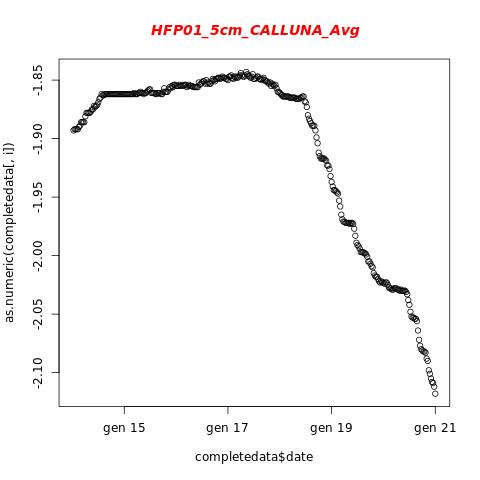 HFP01_5cm_CALLUNA_Avg
as.numeric(completedata[, i])
-1.85
-1.90
-1.95
-2.00
-2.05
-2.10
gen 15
gen 17
gen 19
gen 21
completedata$date